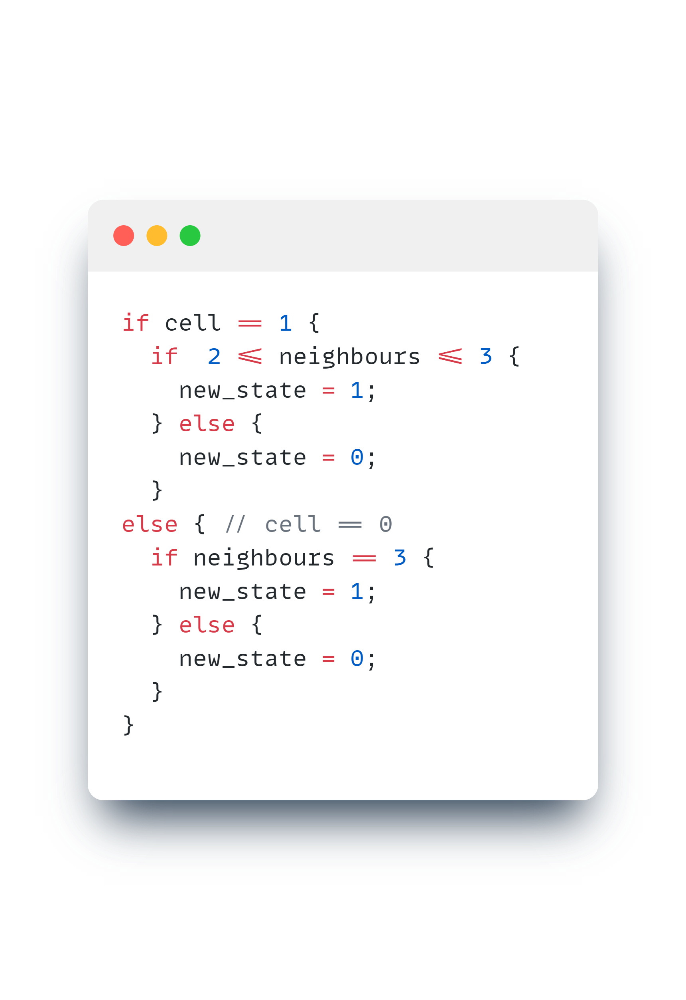 if cell == 1 {
  if  2 <= neighbours <= 3 {
    new_state = 1;
  } else {
    new_state = 0;
  }
else { // cell == 0
  if neighbours == 3 {
    new_state = 1;
  } else {
    new_state = 0;
  }
}